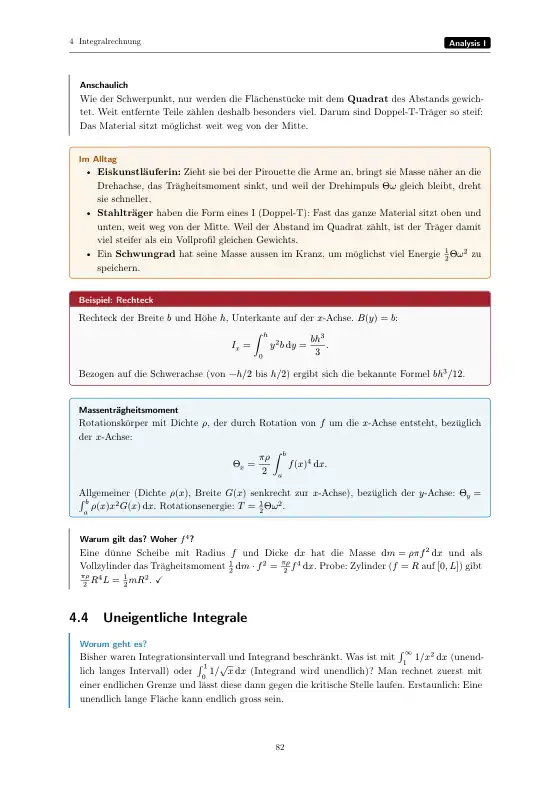 4 Integralrechnung
Analysis I
Anschaulich
Wie der Schwerpunkt, nur werden die Flächenstücke mit dem Quadrat des Abstands gewich-
tet. Weit entfernte Teile zählen deshalb besonders viel. Darum sind Doppel-T-Träger so steif:
Das Material sitzt möglichst weit weg von der Mitte.
Im Alltag
• Eiskunstläuferin: Zieht sie bei der Pirouette die Arme an, bringt sie Masse näher an die
Drehachse, das Trägheitsmoment sinkt, und weil der Drehimpuls Θω gleich bleibt, dreht
sie schneller.
• Stahlträger haben die Form eines I (Doppel-T): Fast das ganze Material sitzt oben und
unten, weit weg von der Mitte. Weil der Abstand im Quadrat zählt, ist der Träger damit
viel steifer als ein Vollprofil gleichen Gewichts.
• Ein Schwungrad hat seine Masse aussen im Kranz, um möglichst viel Energie ½Θω² zu
speichern.
Beispiel: Rechteck
Rechteck der Breite b und Höhe h, Unterkante auf der x-Achse. B(y) = b:
I_x = ∫_0^h y²b dy = bh³/3.
Bezogen auf die Schwerachse (von −h/2 bis h/2) ergibt sich die bekannte Formel bh³/12.
Massenträgheitsmoment
Rotationskörper mit Dichte ρ, der durch Rotation von f um die x-Achse entsteht, bezüglich
der x-Achse:
Θ_x = πρ/2 ∫_a^b f(x)⁴ dx.
Allgemeiner (Dichte ρ(x), Breite G(x) senkrecht zur x-Achse), bezüglich der y-Achse: Θ_y =
∫_a^b ρ(x)x²G(x) dx. Rotationsenergie: T = ½Θω².
Warum gilt das? Woher f⁴?
Eine dünne Scheibe mit Radius f und Dicke dx hat die Masse dm = ρπf² dx und als
Vollzylinder das Trägheitsmoment ½ dm · f² = πρ/2 f⁴ dx. Probe: Zylinder (f = R auf [0, L]) gibt
πρ/2 R⁴L = ½mR². ✓
4.4 Uneigentliche Integrale
Worum geht es?
Bisher waren Integrationsintervall und Integrand beschränkt. Was ist mit ∫_1^∞ 1/x² dx (unend-
lich langes Intervall) oder ∫_0^1 1/√x dx (Integrand wird unendlich)? Man rechnet zuerst mit
einer endlichen Grenze und lässt diese dann gegen die kritische Stelle laufen. Erstaunlich: Eine
unendlich lange Fläche kann endlich gross sein.
82